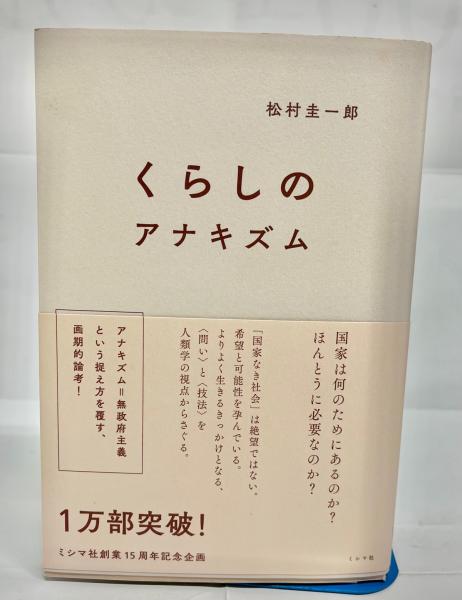 松村圭一郎
くらしの
アナキズム
国家は何のためにあるのか?
ほんとうに必要なのか?
「国家なき社会」は絶望ではない。
希望と可能性を孕んでいる。
よりよく生きるきっかけとなる、
〈問い〉と〈技法〉を
人類学の視点からさぐる。
アナキズム=無政府主義
という捉え方を覆す、
画期的論考!
1万部突破!
ミシマ社創業15周年記念企画
ミシマ社